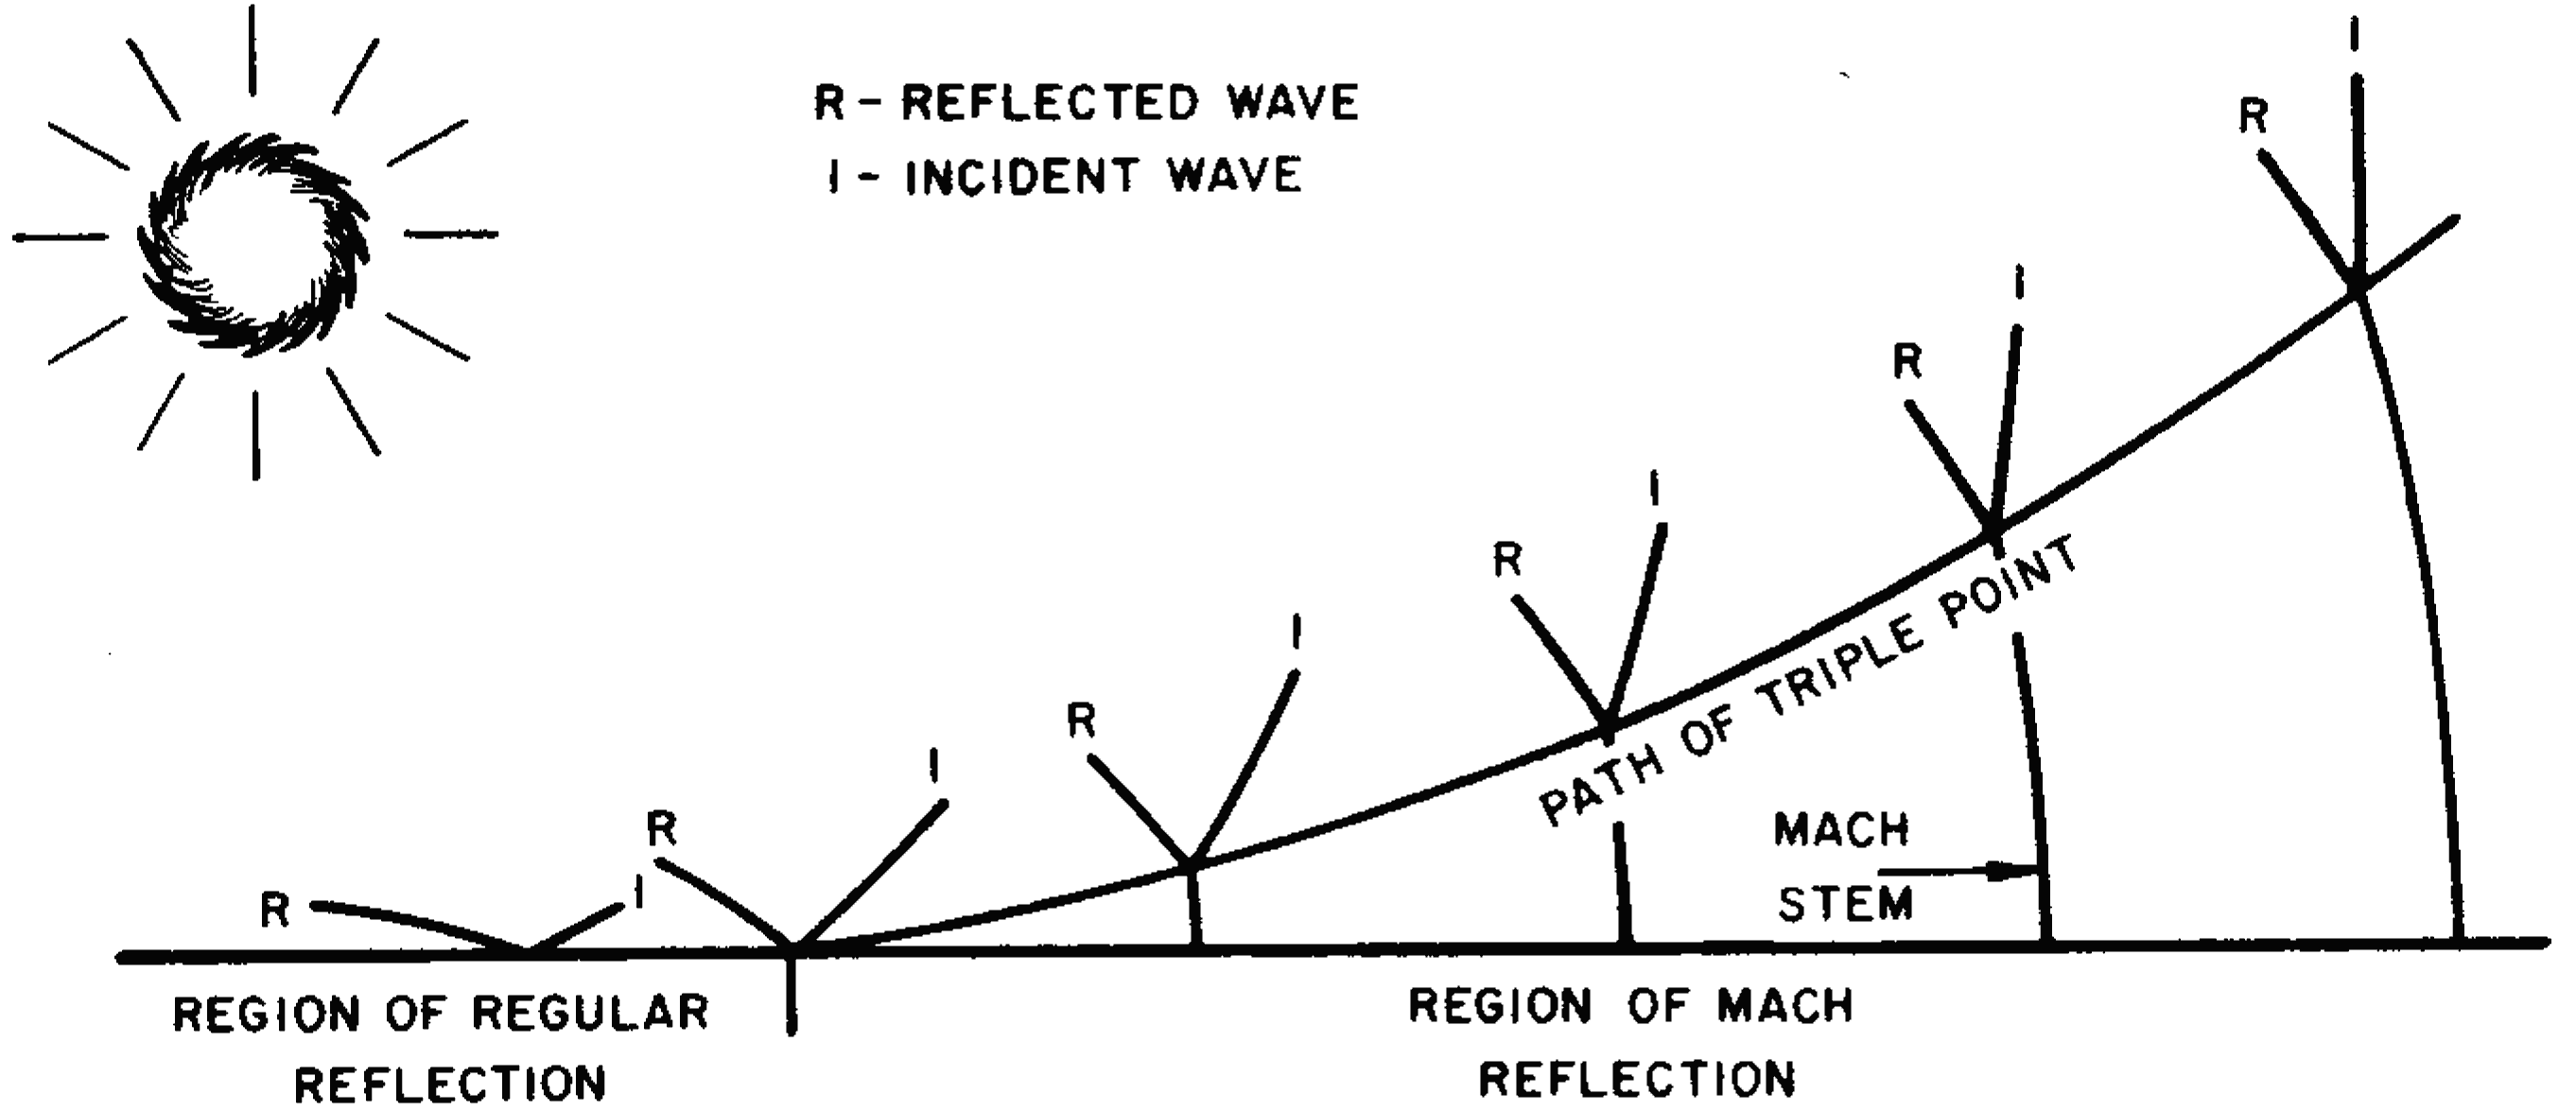 R - REFLECTED WAVE
I - INCIDENT WAVE
R
I
R
I
R
I
R
I
R
I
R
I
PATH OF TRIPLE POINT
MACH
STEM
REGION OF REGULAR
REFLECTION
REGION OF MACH
REFLECTION